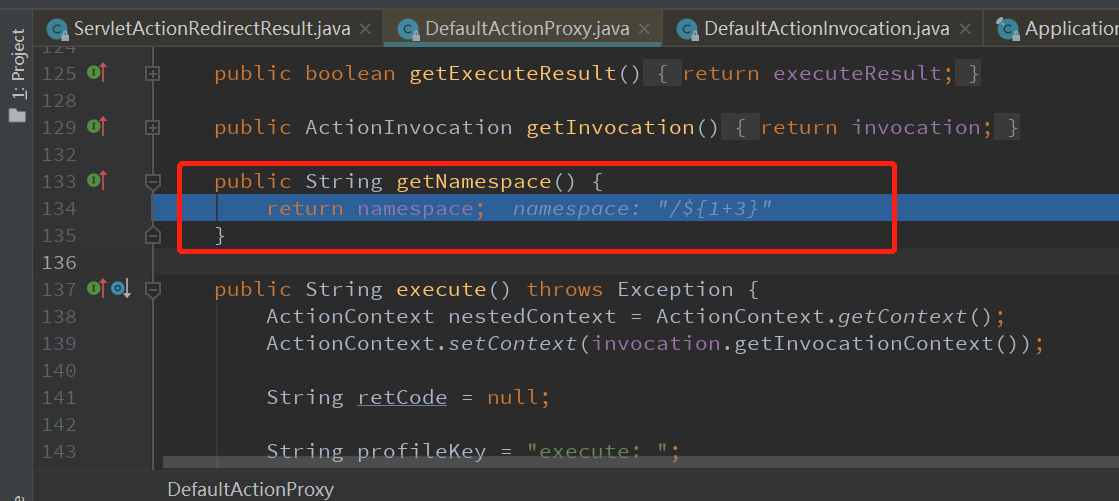 1: Project
ServletActionRedirectResult.java × DefaultActionProxy.java × DefaultActionInvocation.java × Application
124
125 public boolean getExecuteResult() { return executeResult; }
128
129 public ActionInvocation getInvocation() { return invocation; }
132
133 public String getNamespace() {
134 return namespace; namespace: "/${1+3}"
135 }
136
137 public String execute() throws Exception {
138 ActionContext nestedContext = ActionContext.getContext();
139 ActionContext.setContext(invocation.getInvocationContext());
140
141 String retCode = null;
142
143 String profileKey = "execute: ";
DefaultActionProxy